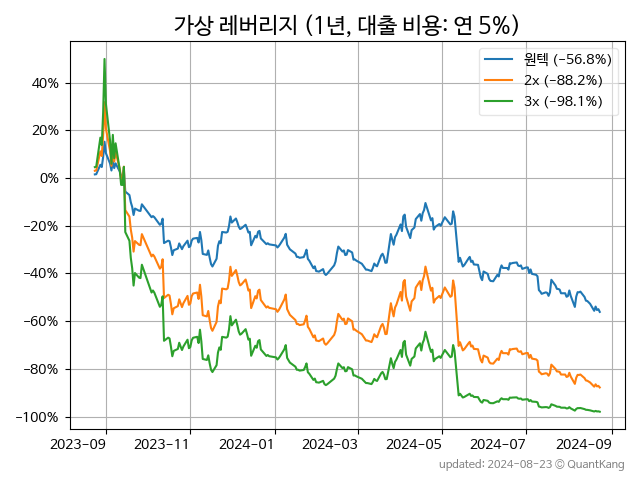 가상 레버리지 (1년, 대출 비용: 연 5%)
원텍 (-56.8%)
2x (-88.2%)
3x (-98.1%)
40%
20%
0%
-20%
-40%
-60%
-80%
-100%
2023-09 2023-11 2024-01 2024-03 2024-05 2024-07 2024-09
updated: 2024-08-23 © QuantKang